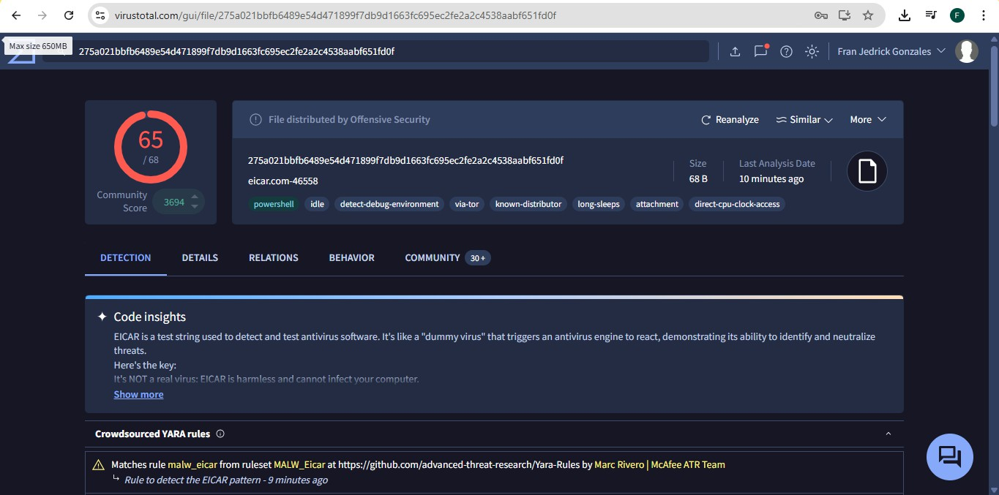 virustotal.com/gui/file/275a021bbfb6489e54d471899f7db9d1663fc695ec2fe2a2c4538aabf651fd0f
F
Max size 650MB
275a021bbfb6489e54d471899f7db9d1663fc695ec2fe2a2c4538aabf651fd0f
Fran Jedrick Gonzales
65
/ 68
Community
Score
3694
File distributed by Offensive Security
Reanalyze
Similar
More
275a021bbfb6489e54d471899f7db9d1663fc695ec2fe2a2c4538aabf651fd0f
eicar.com-46558
Size
68 B
Last Analysis Date
10 minutes ago
powershell idle detect-debug-environment via-tor known-distributor long-sleeps attachment direct-cpu-clock-access
DETECTION DETAILS RELATIONS BEHAVIOR COMMUNITY 30+
Code insights
EICAR is a test string used to detect and test antivirus software. It's like a "dummy virus" that triggers an antivirus engine to react, demonstrating its ability to identify and neutralize
threats.
Here's the key:
It's NOT a real virus: EICAR is harmless and cannot infect your computer.
Show more
Crowdsourced YARA rules
Matches rule malw_eicar from ruleset MALW_Eicar at https://github.com/advanced-threat-research/Yara-Rules by Marc Rivero | McAfee ATR Team
Rule to detect the EICAR pattern - 9 minutes ago